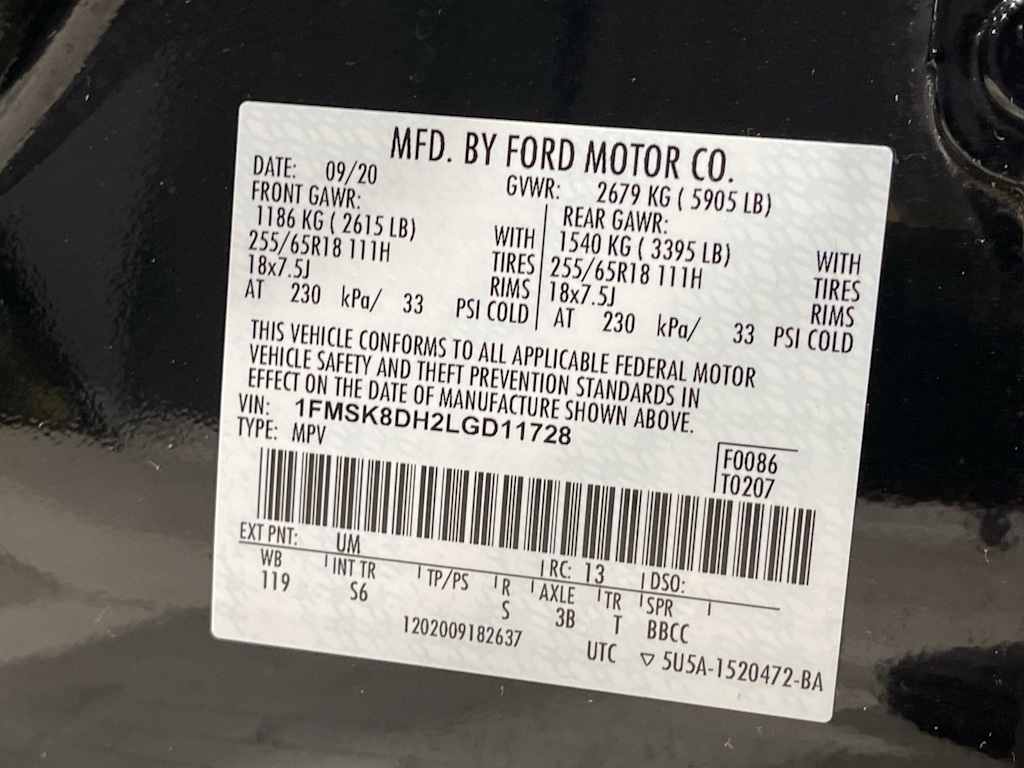 MFD. BY FORD MOTOR CO.
DATE: 09/20 GVWR: 2679 KG ( 5905 LB)
FRONT GAWR: REAR GAWR:
1186 KG ( 2615 LB) WITH 1540 KG ( 3395 LB) WITH
255/65R18 111H TIRES 255/65R18 111H TIRES
18x7.5J RIMS 18x7.5J RIMS
AT 230 kPa/ 33 PSI COLD AT 230 kPa/ 33 PSI COLD
THIS VEHICLE CONFORMS TO ALL APPLICABLE FEDERAL MOTOR
VEHICLE SAFETY AND THEFT PREVENTION STANDARDS IN
EFFECT ON THE DATE OF MANUFACTURE SHOWN ABOVE.
VIN: 1FMSK8DH2LGD11728
TYPE: MPV
F0086
T0207
EXT PNT: UM RC: 13 DSO:
WB INT TR TP/PS R AXLE TR SPR
119 S6 S 3B T BBCC
1202009182637 UTC ▽ 5U5A-1520472-BA